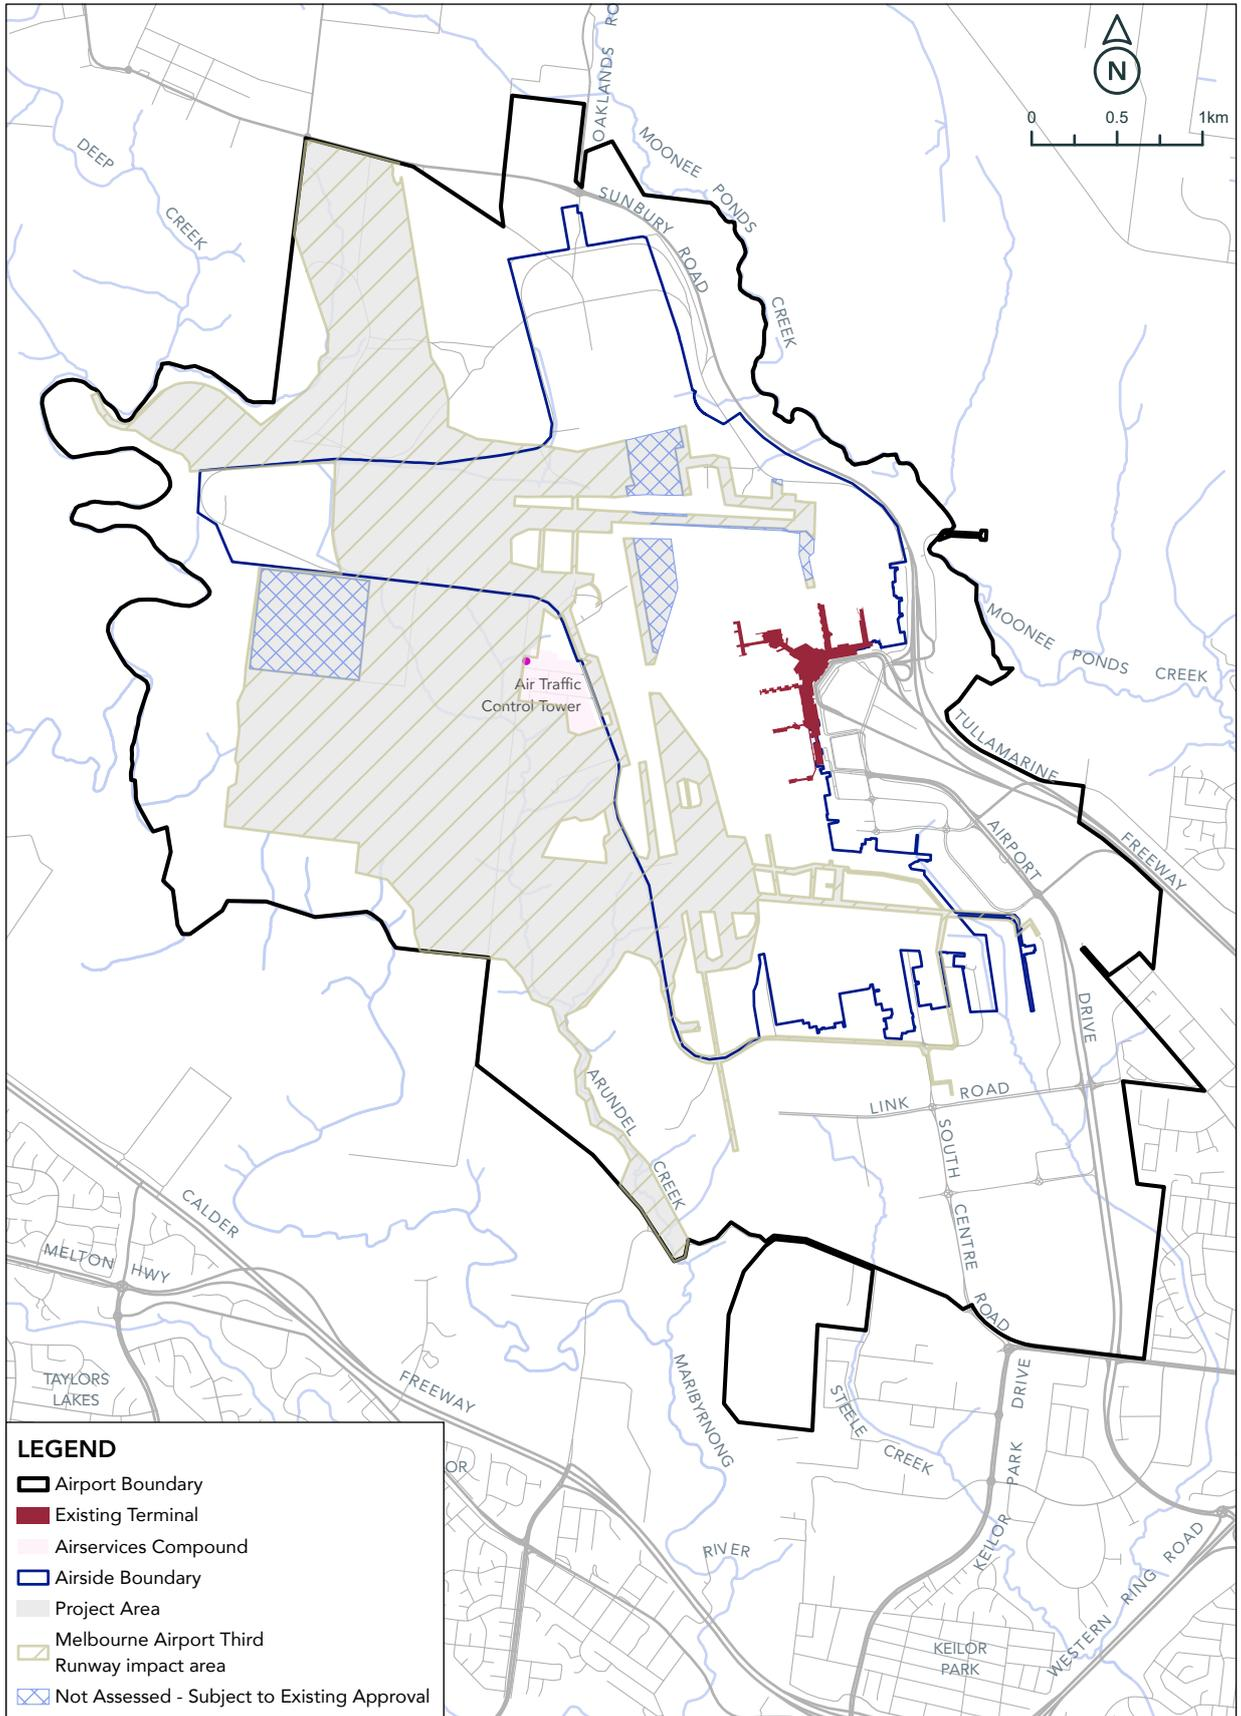 OAKLANDS RO
N
0 0.5 1km
DEEP
CREEK
MOONEE PONDS
CREEK
SUNBURY ROAD
MOONEE PONDS CREEK
Air Traffic
Control Tower
TULLAMARINE
FREEWAY
AIRPORT
DRIVE
ARUNDEL
CREEK
LINK ROAD
SOUTH
CENTRE
ROAD
CALDER
FREEWAY
MELTON HWY
TAYLORS
LAKES
MARIBYRNONG
RIVER
STEELE
CREEK
KEILOR PARK DRIVE
KEILOR
PARK
WESTERN RING ROAD
OR
LEGEND
Airport Boundary
Existing Terminal
Airservices Compound
Airside Boundary
Project Area
Melbourne Airport Third
Runway impact area
Not Assessed - Subject to Existing Approval